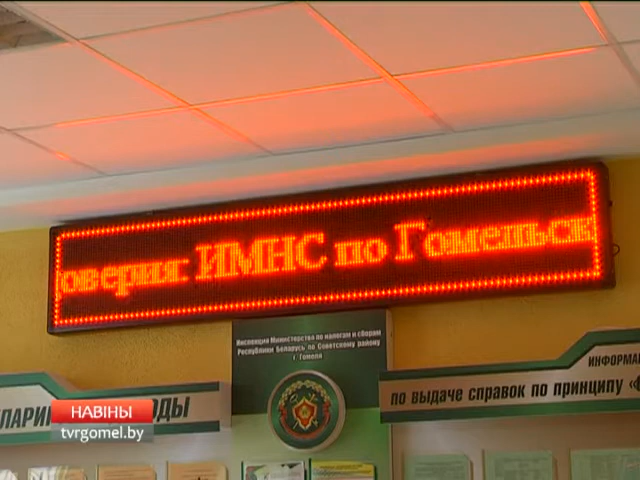 оверия: ИМНС по Гомельск
Инспекция Министерства по налогам и сборам
Республики Беларусь по Советскому району
г. Гомеля
ИНФОРМА
по выдаче справок по принципу «
ЛАРИ ДЫ
НАВІНЫ
tvrgomel.by